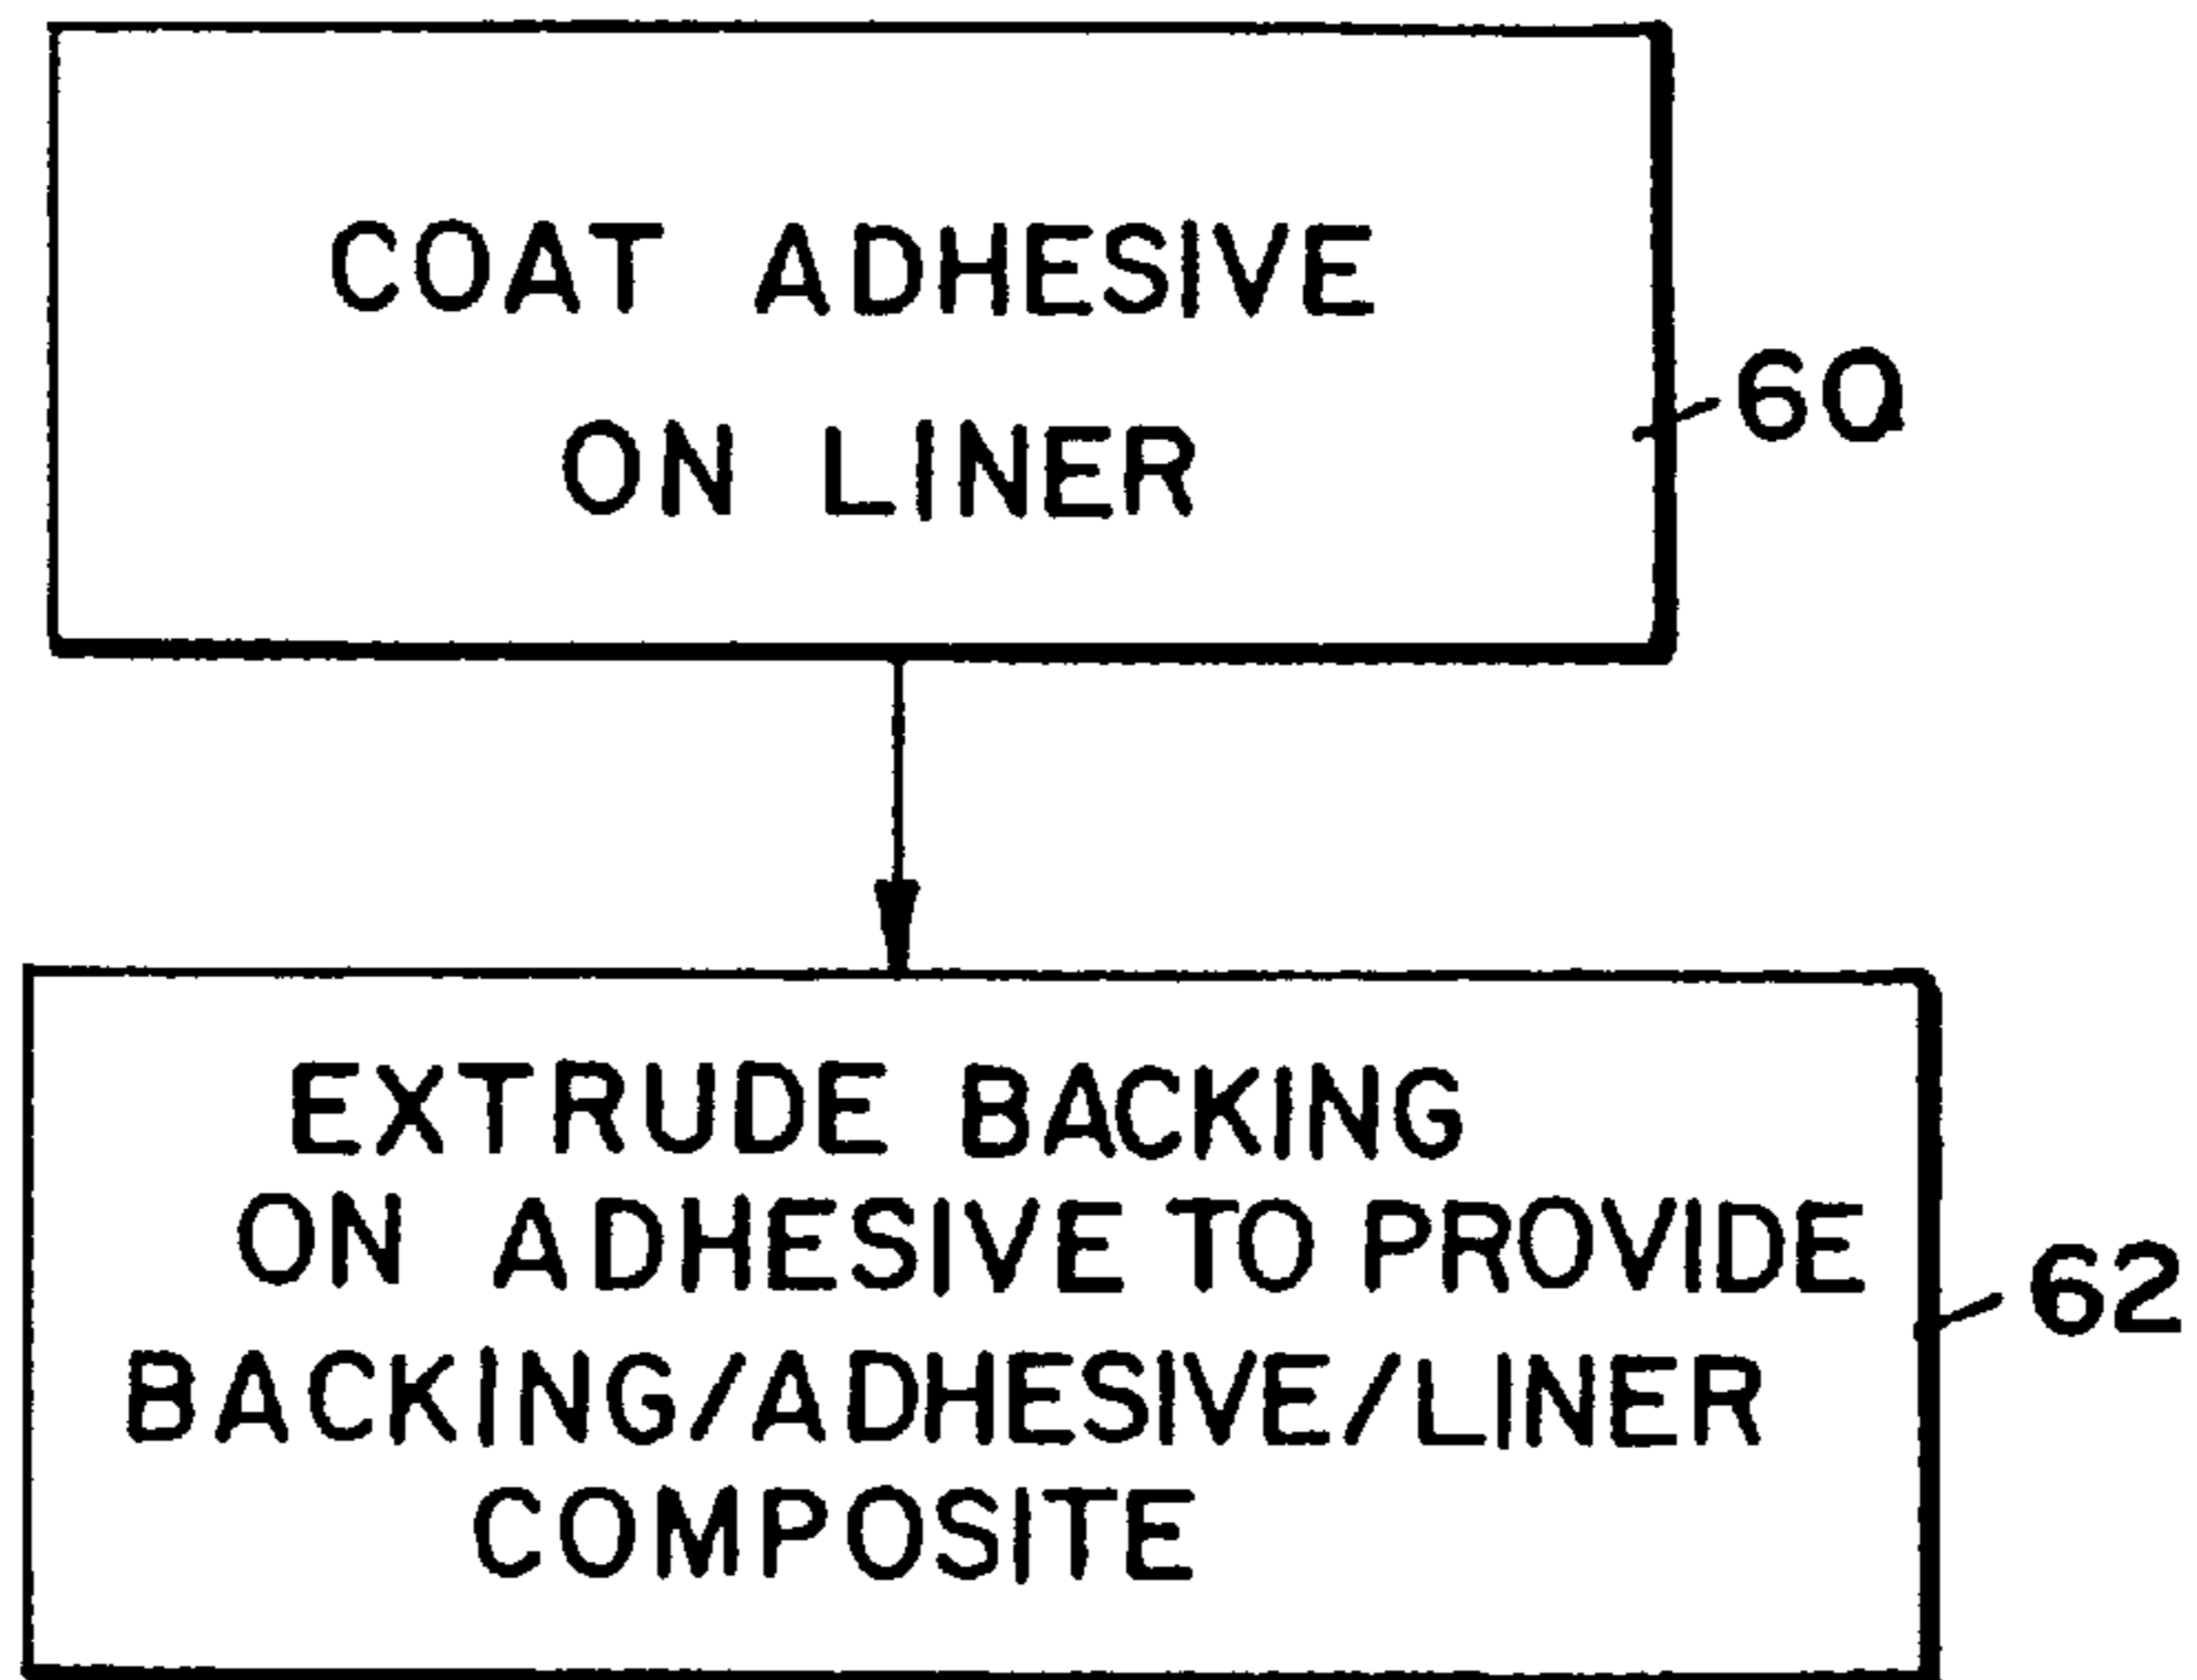 COAT ADHESIVE
ON LINER
60
EXTRUDE BACKING
ON ADHESIVE TO PROVIDE
BACKING/ADHESIVE/LINER
COMPOSITE
62